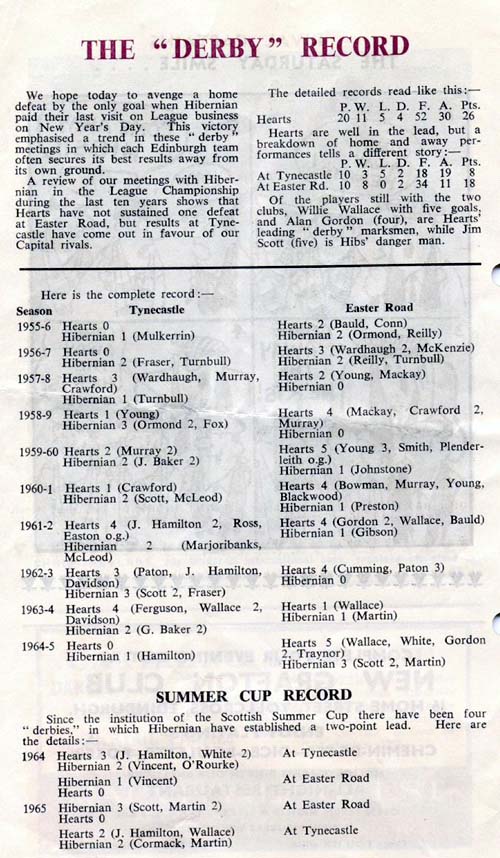 THE "DERBY" RECORD
We hope today to avenge a home
defeat by the only goal when Hibernian
paid their last visit on League business
on New Year's Day. This victory
emphasised a trend in these "derby"
meetings in which each Edinburgh team
often secures its best results away from
its own ground.
A review of our meetings with Hiber-
nian in the League Championship
during the last ten years shows that
Hearts have not sustained one defeat
at Easter Road, but results at Tyne-
castle have come out in favour of our
Capital rivals.
The detailed records read like this:—
P. W. L. D. F. A. Pts.
Hearts 20 11 5 4 52 30 26
Hearts are well in the lead, but a
breakdown of home and away per-
formances tells a different story:—
P. W. L. D. F. A. Pts.
At Tynecastle 10 3 5 2 18 19 8
At Easter Rd. 10 8 0 2 34 11 18
Of the players still with the two
clubs, Willie Wallace with five goals,
and Alan Gordon (four), are Hearts'
leading "derby" marksmen, while Jim
Scott (five) is Hibs' danger man.
Here is the complete record:—
Season Tynecastle Easter Road
1955-6 Hearts 0
Hibernian 1 (Mulkerrin)
Hearts 2 (Bauld, Conn)
Hibernian 2 (Ormond, Reilly)
1956-7 Hearts 0
Hibernian 2 (Fraser, Turnbull)
Hearts 3 (Wardhaugh 2, McKenzie)
Hibernian 2 (Reilly, Turnbull)
1957-8 Hearts 3 (Wardhaugh, Murray,
Crawford)
Hibernian 1 (Turnbull)
Hearts 2 (Young, Mackay)
Hibernian 0
1958-9 Hearts 1 (Young)
Hibernian 3 (Ormond 2, Fox)
Hearts 4 (Mackay, Crawford 2,
Murray)
Hibernian 0
1959-60 Hearts 2 (Murray 2)
Hibernian 2 (J. Baker 2)
Hearts 5 (Young 3, Smith, Plender-
leith o.g.)
Hibernian 1 (Johnstone)
1960-1 Hearts 1 (Crawford)
Hibernian 2 (Scott, McLeod)
Hearts 4 (Bowman, Murray, Young,
Blackwood)
Hibernian 1 (Preston)
1961-2 Hearts 4 (J. Hamilton 2, Ross,
Easton o.g.)
Hibernian 2 (Marjoribanks,
McLeod)
Hearts 4 (Gordon 2, Wallace, Bauld)
Hibernian 1 (Gibson)
1962-3 Hearts 3 (Paton, J. Hamilton,
Davidson)
Hibernian 3 (Scott 2, Fraser)
Hearts 4 (Cumming, Paton 3)
Hibernian 0
1963-4 Hearts 4 (Ferguson, Wallace 2,
Davidson)
Hibernian 2 (G. Baker 2)
Hearts 1 (Wallace)
Hibernian 1 (Martin)
1964-5 Hearts 0
Hibernian 1 (Hamilton)
Hearts 5 (Wallace, White, Gordon
2, Traynor)
Hibernian 3 (Scott 2, Martin)
SUMMER CUP RECORD
Since the institution of the Scottish Summer Cup there have been four
"derbies," in which Hibernian have established a two-point lead. Here are
the details:—
1964 Hearts 3 (J. Hamilton, White 2) At Tynecastle
Hibernian 2 (Vincent, O'Rourke)
Hibernian 1 (Vincent) At Easter Road
Hearts 0
1965 Hibernian 3 (Scott, Martin 2) At Easter Road
Hearts 0
Hearts 2 (J. Hamilton, Wallace) At Tynecastle
Hibernian 2 (Cormack, Martin)